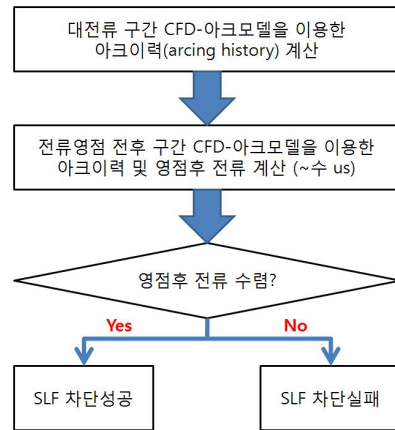 대전류 구간 CFD-아크모델을 이용한
아크이력(arcing history) 계산
전류영점 전후 구간 CFD-아크모델을 이용한
아크이력 및 영점후 전류 계산 (~수 us)
영점후 전류 수렴?
Yes
No
SLF 차단성공
SLF 차단실패